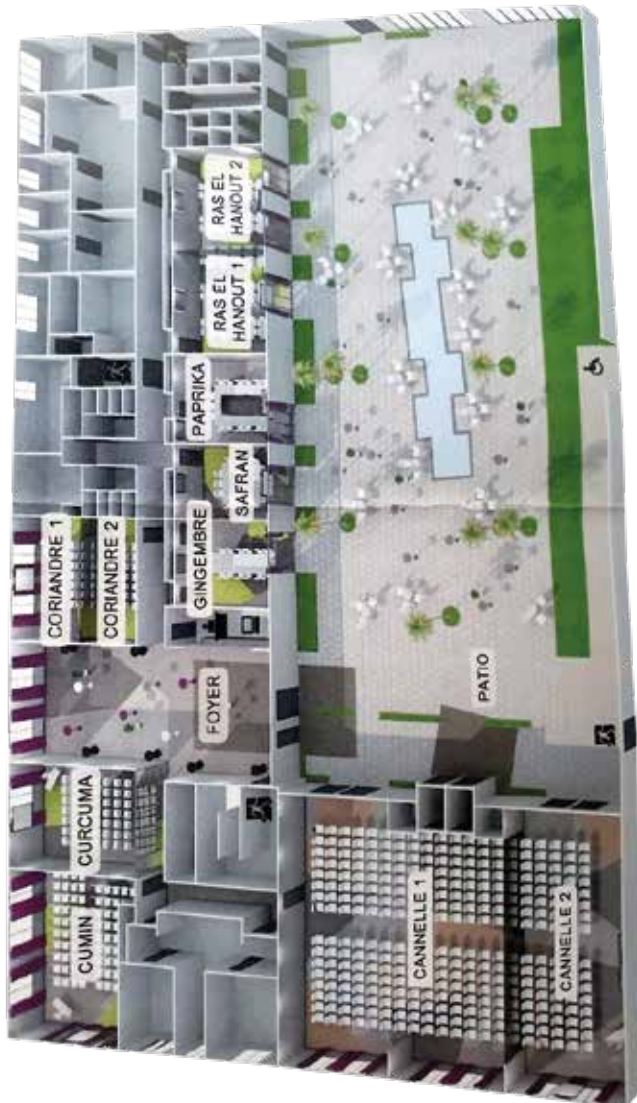 CORIANDRE 1
CUMIN
CURCUMA
CORIANDRE 2
GINGEMBRE
PAPRIKA
FOYER
RAS EL
HANOUT 1
RAS EL
HANOUT 2
SAFRAN
CANNELLE 1
PATIO
CANNELLE 2